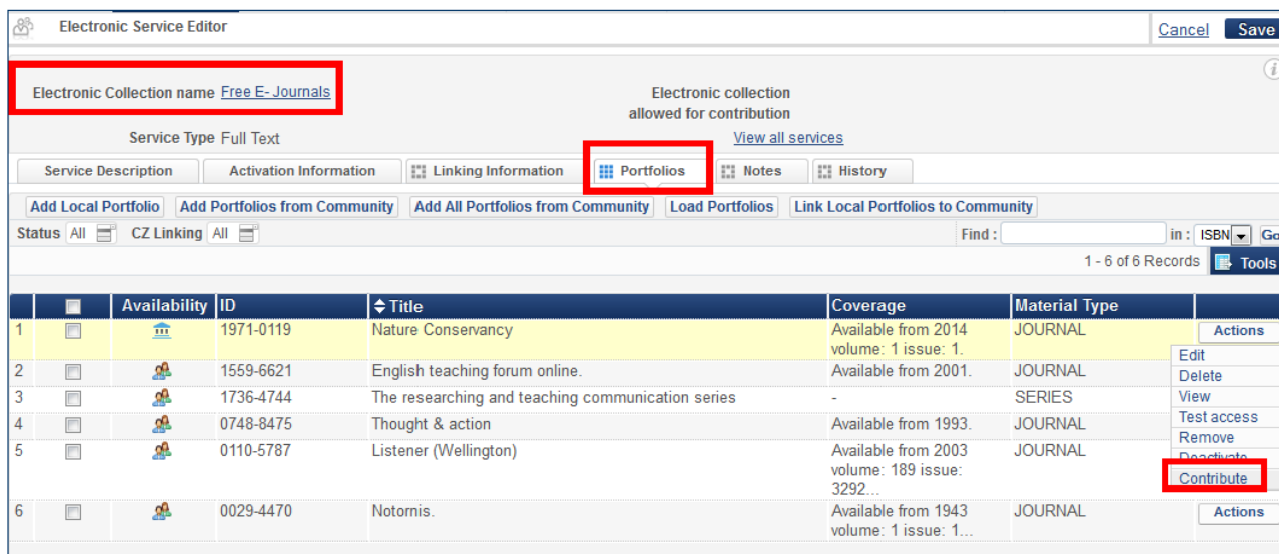 Electronic Service Editor
Cancel Save
Electronic Collection name Free E- Journals
Electronic collection
allowed for contribution
Service Type Full Text
View all services
Service Description Activation Information Linking Information Portfolios Notes History
Add Local Portfolio Add Portfolios from Community Add All Portfolios from Community Load Portfolios Link Local Portfolios to Community
Status All CZ Linking All Find : in : ISBN Go
1 - 6 of 6 Records Tools
Availability ID Title Coverage Material Type
1 1971-0119 Nature Conservancy Available from 2014 JOURNAL Actions
volume: 1 issue: 1.
Edit
2 1559-6621 English teaching forum online. Available from 2001. JOURNAL
Delete
3 1736-4744 The researching and teaching communication series - SERIES
View
4 0748-8475 Thought & action Available from 1993. JOURNAL
Test access
Remove
5 0110-5787 Listener (Wellington) Available from 2003 JOURNAL
volume: 189 issue:
3292...
Deactivate
Contribute
6 0029-4470 Notornis. Available from 1943 JOURNAL Actions
volume: 1 issue: 1...